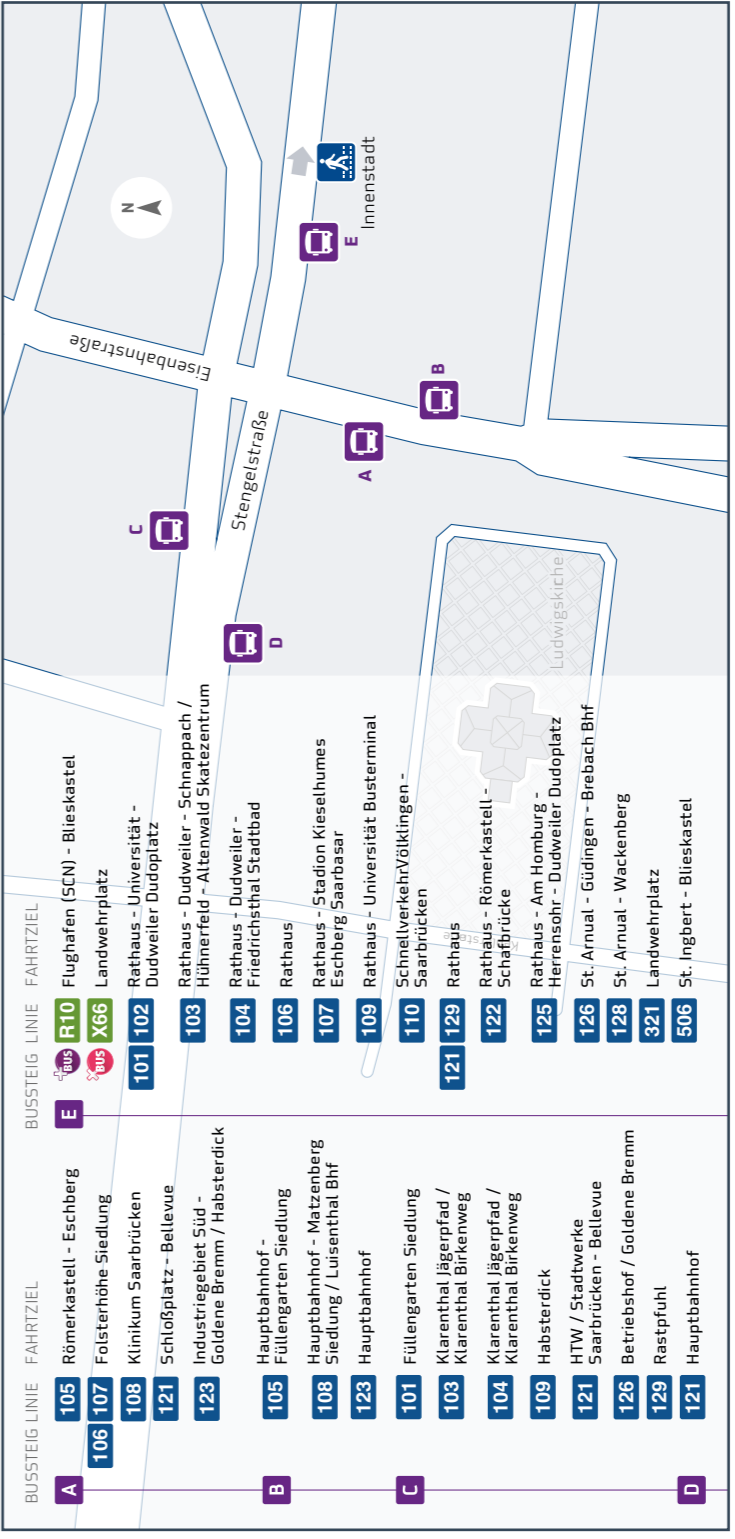 BUSSTEIG LINIE FAHRTZIEL
A 105 Römerkastell - Eschberg
106 107 Folsterhöhe Siedlung
108 Klinikum Saarbrücken
121 Schloßplatz - Bellevue
123 Industriegebiet Süd -
Goldene Bremm / Habsterdick
B 105 Hauptbahnhof -
Füllengarten Siedlung
108 Hauptbahnhof - Matzenberg
Siedlung / Luisenthal Bhf
123 Hauptbahnhof
C 101 Füllengarten Siedlung
103 Klarenthal Jägerpfad /
Klarenthal Birkenweg
104 Klarenthal Jägerpfad /
Klarenthal Birkenweg
109 Habsterdick
121 HTW / Stadtwerke
Saarbrücken - Bellevue
126 Betriebshof / Goldene Bremm
129 Rastpfuhl
D 121 Hauptbahnhof
BUSSTEIG LINIE FAHRTZIEL
E +BUS R10 Flughafen (SCN) - Blieskastel
XBUS X66 Landwehrplatz
101 102 Rathaus - Universität -
Dudweiler Dudoplatz
103 Rathaus - Dudweiler - Schnappach /
Hühnerfeld - Altenwald Skatezentrum
104 Rathaus - Dudweiler -
Friedrichsthal Stadtbad
106 Rathaus
107 Rathaus - Stadion Kieselhumes
Eschberg Saarbasar
109 Rathaus - Universität Busterminal
110 SchnellverkehrVölklingen -
Saarbrücken
121 129 Rathaus
122 Rathaus - Römerkastell -
Schafbrücke
125 Rathaus - Am Homburg -
Herrensohr - Dudweiler Dudoplatz
126 St. Arnual - Güdingen - Brebach Bhf
128 St. Arnual - Wackenberg
321 Landwehrplatz
506 St. Ingbert - Blieskastel
C
D
Stengelstraße
Eisenbahnstraße
A
B
E
Innenstadt
N
Ludwigskiche